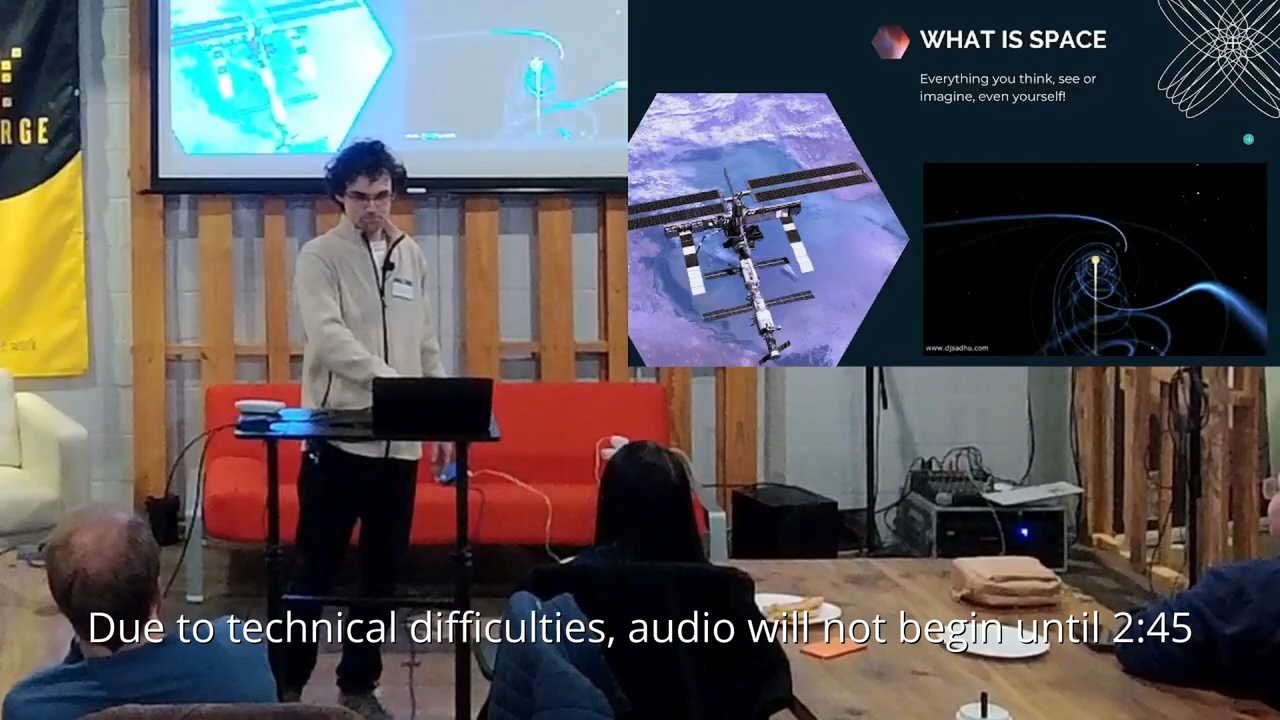 RGE
work
WHAT IS SPACE
Everything you think, see or
imagine, even yourself!
www.djsadhu.com
Due to technical difficulties, audio will not begin until 2:45